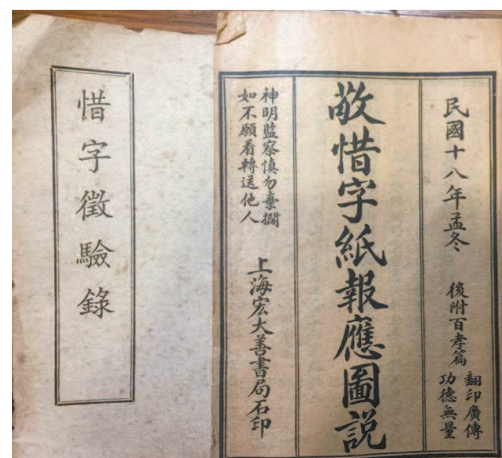 民國十八年孟冬
後附百孝篇
翻印廣傳
功德無量
敬惜字紙報應圖説
神明監察慎勿棄擱
如不願看轉送他人
上海宏大善書局石印
惜字徵驗錄